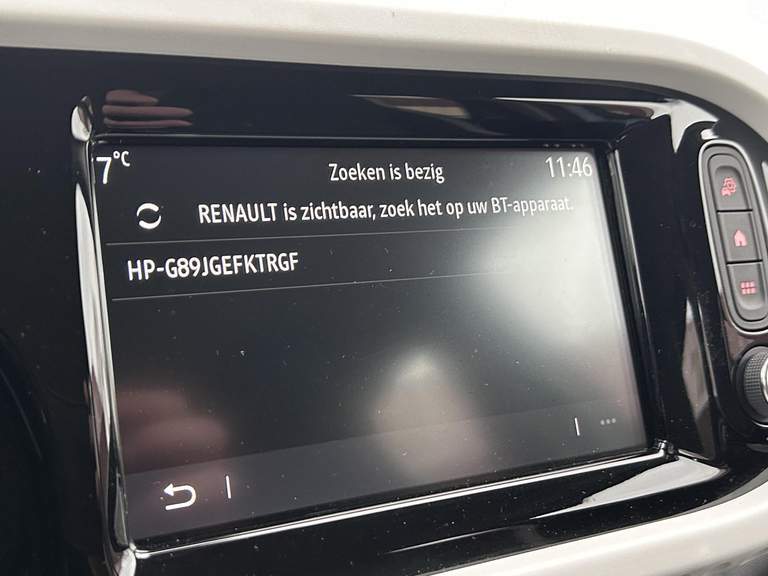 7°C
Zoeken is bezig
11:46
RENAULT is zichtbaar, zoek het op uw BT-apparaat.
HP-G89JGEFKTRGF